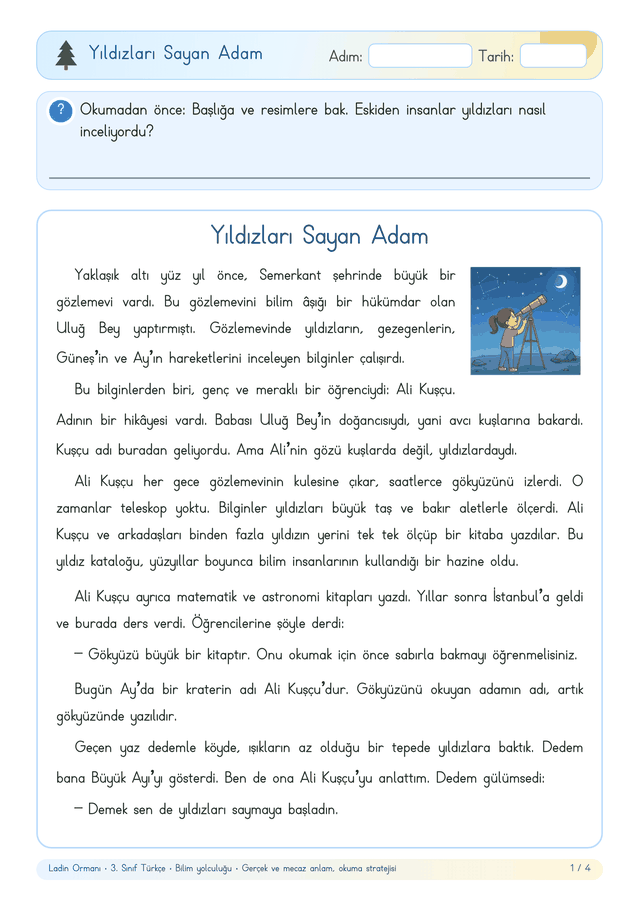 Yıldızları Sayan Adam
Adım:
Tarih:
?
Okumadan önce: Başlığa ve resimlere bak. Eskiden insanlar yıldızları nasıl
inceliyordu?
Yıldızları Sayan Adam
Yaklaşık altı yüz yıl önce, Semerkant şehrinde büyük bir
gözlemevi vardı. Bu gözlemevini bilim âşığı bir hükümdar olan
Uluğ Bey yaptırmıştı. Gözlemevinde yıldızların, gezegenlerin,
Güneş'in ve Ay'ın hareketlerini inceleyen bilginler çalışırdı.
Bu bilginlerden biri, genç ve meraklı bir öğrenciydi: Ali Kuşçu.
Adının bir hikâyesi vardı. Babası Uluğ Bey'in doğancısıydı, yani avcı kuşlarına bakardı.
Kuşçu adı buradan geliyordu. Ama Ali'nin gözü kuşlarda değil, yıldızlardaydı.
Ali Kuşçu her gece gözlemevinin kulesine çıkar, saatlerce gökyüzünü izlerdi. O
zamanlar teleskop yoktu. Bilginler yıldızları büyük taş ve bakır aletlerle ölçerdi. Ali
Kuşçu ve arkadaşları binden fazla yıldızın yerini tek tek ölçüp bir kitaba yazdılar. Bu
yıldız kataloğu, yüzyıllar boyunca bilim insanlarının kullandığı bir hazine oldu.
Ali Kuşçu ayrıca matematik ve astronomi kitapları yazdı. Yıllar sonra İstanbul'a geldi
ve burada ders verdi. Öğrencilerine şöyle derdi:
– Gökyüzü büyük bir kitaptır. Onu okumak için önce sabırla bakmayı öğrenmelisiniz.
Bugün Ay'da bir kraterin adı Ali Kuşçu'dur. Gökyüzünü okuyan adamın adı, artık
gökyüzünde yazılıdır.
Geçen yaz dedemle köyde, ışıkların az olduğu bir tepede yıldızlara baktık. Dedem
bana Büyük Ayı'yı gösterdi. Ben de ona Ali Kuşçu'yu anlattım. Dedem gülümsedi:
– Demek sen de yıldızları saymaya başladın.
Ladin Ormanı • 3. Sınıf Türkçe • Bilim yolculuğu • Gerçek ve mecaz anlam, okuma stratejisi
1 / 4